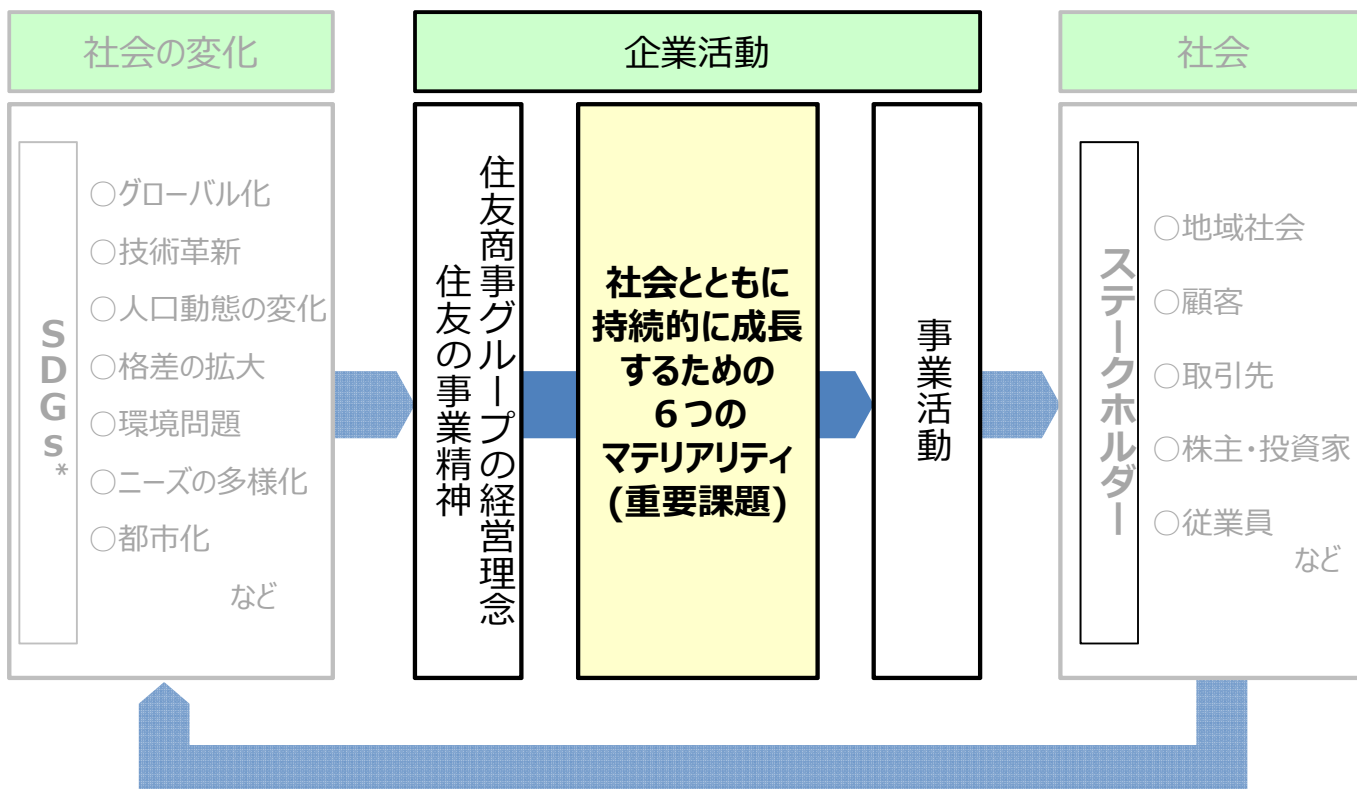 社会の変化
企業活動
社会
SDGs*
○グローバル化
○技術革新
○人口動態の変化
○格差の拡大
○環境問題
○ニーズの多様化
○都市化
など
住友商事グループの経営理念
住友の事業精神
社会とともに
持続的に成長
するための
６つの
マテリアリティ
(重要課題)
事業活動
ステークホルダー
○地域社会
○顧客
○取引先
○株主・投資家
○従業員
など